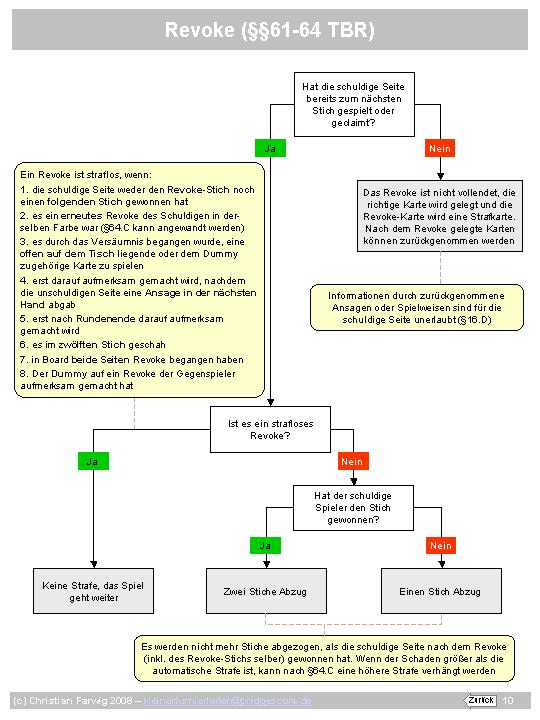 Revoke (§§61-64 TBR)
Hat die schuldige Seite
bereits zum nächsten
Stich gespielt oder
geclaimt?
Ja
Nein
Ein Revoke ist straflos, wenn:
1. die schuldige Seite weder den Revoke-Stich noch
einen folgenden Stich gewonnen hat
2. es ein erneutes Revoke des Schuldigen in der-
selben Farbe war (§64.C kann angewandt werden)
3. es durch das Versäumnis begangen wurde, eine
offen auf dem Tisch liegende oder dem Dummy
zugehörige Karte zu spielen
4. erst darauf aufmerksam gemacht wird, nachdem
die unschuldigen Seite eine Ansage in der nächsten
Hand abgab
5. erst nach Rundenende darauf aufmerksam
gemacht wird
6. es im zwölften Stich geschah
7. in Board beide Seiten Revoke begangen haben
8. Der Dummy auf ein Revoke der Gegenspieler
aufmerksam gemacht hat
Das Revoke ist nicht vollendet, die
richtige Karte wird gelegt und die
Revoke-Karte wird eine Strafkarte.
Nach dem Revoke gelegte Karten
können zurückgenommen werden
Informationen durch zurückgenommene
Ansagen oder Spielweisen sind für die
schuldige Seite unerlaubt (§16.D)
Ist es ein strafloses
Revoke?
Ja
Nein
Hat der schuldige
Spieler den Stich
gewonnen?
Ja
Nein
Keine Strafe, das Spiel
geht weiter
Zwei Stiche Abzug
Einen Stich Abzug
Es werden nicht mehr Stiche abgezogen, als die schuldige Seite nach dem Revoke
(inkl. des Revoke-Stichs selber) gewonnen hat. Wenn der Schaden größer als die
automatische Strafe ist, kann nach §64.C eine höhere Strafe verhängt werden
(c) Christian Farwig 2008 – kleinerturnierleiter@bridgescore.de
Zurück
10